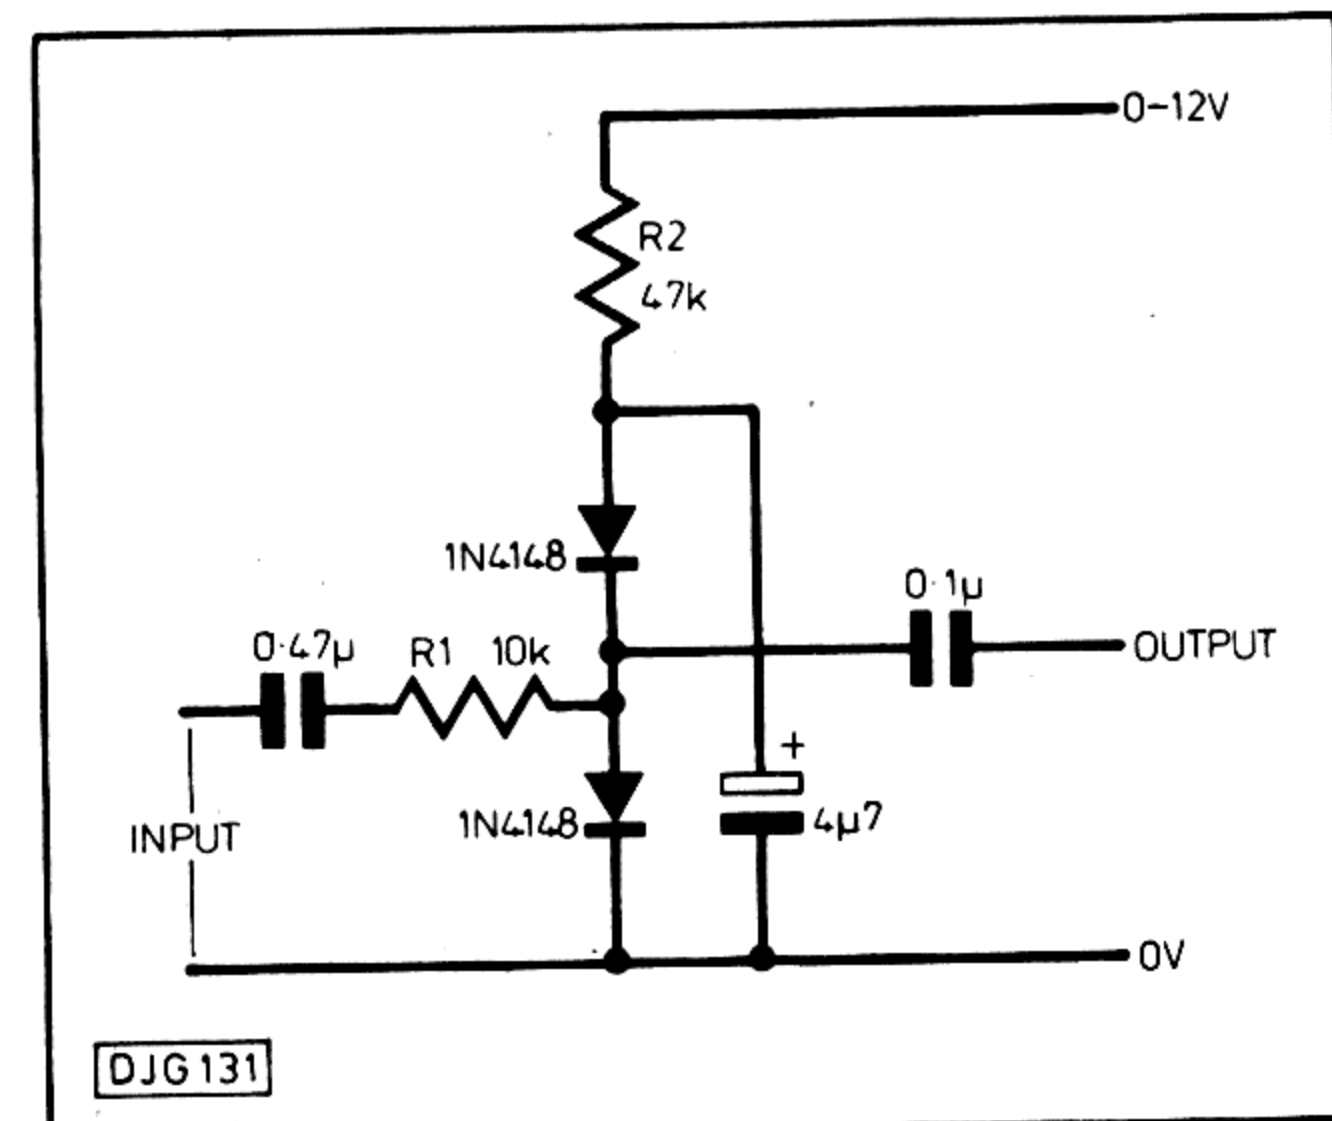 0-12V
R2
47k
1N4148
0·1µ
0·47µ
R1 10k
OUTPUT
+
INPUT
1N4148
4µ7
0V
DJG131